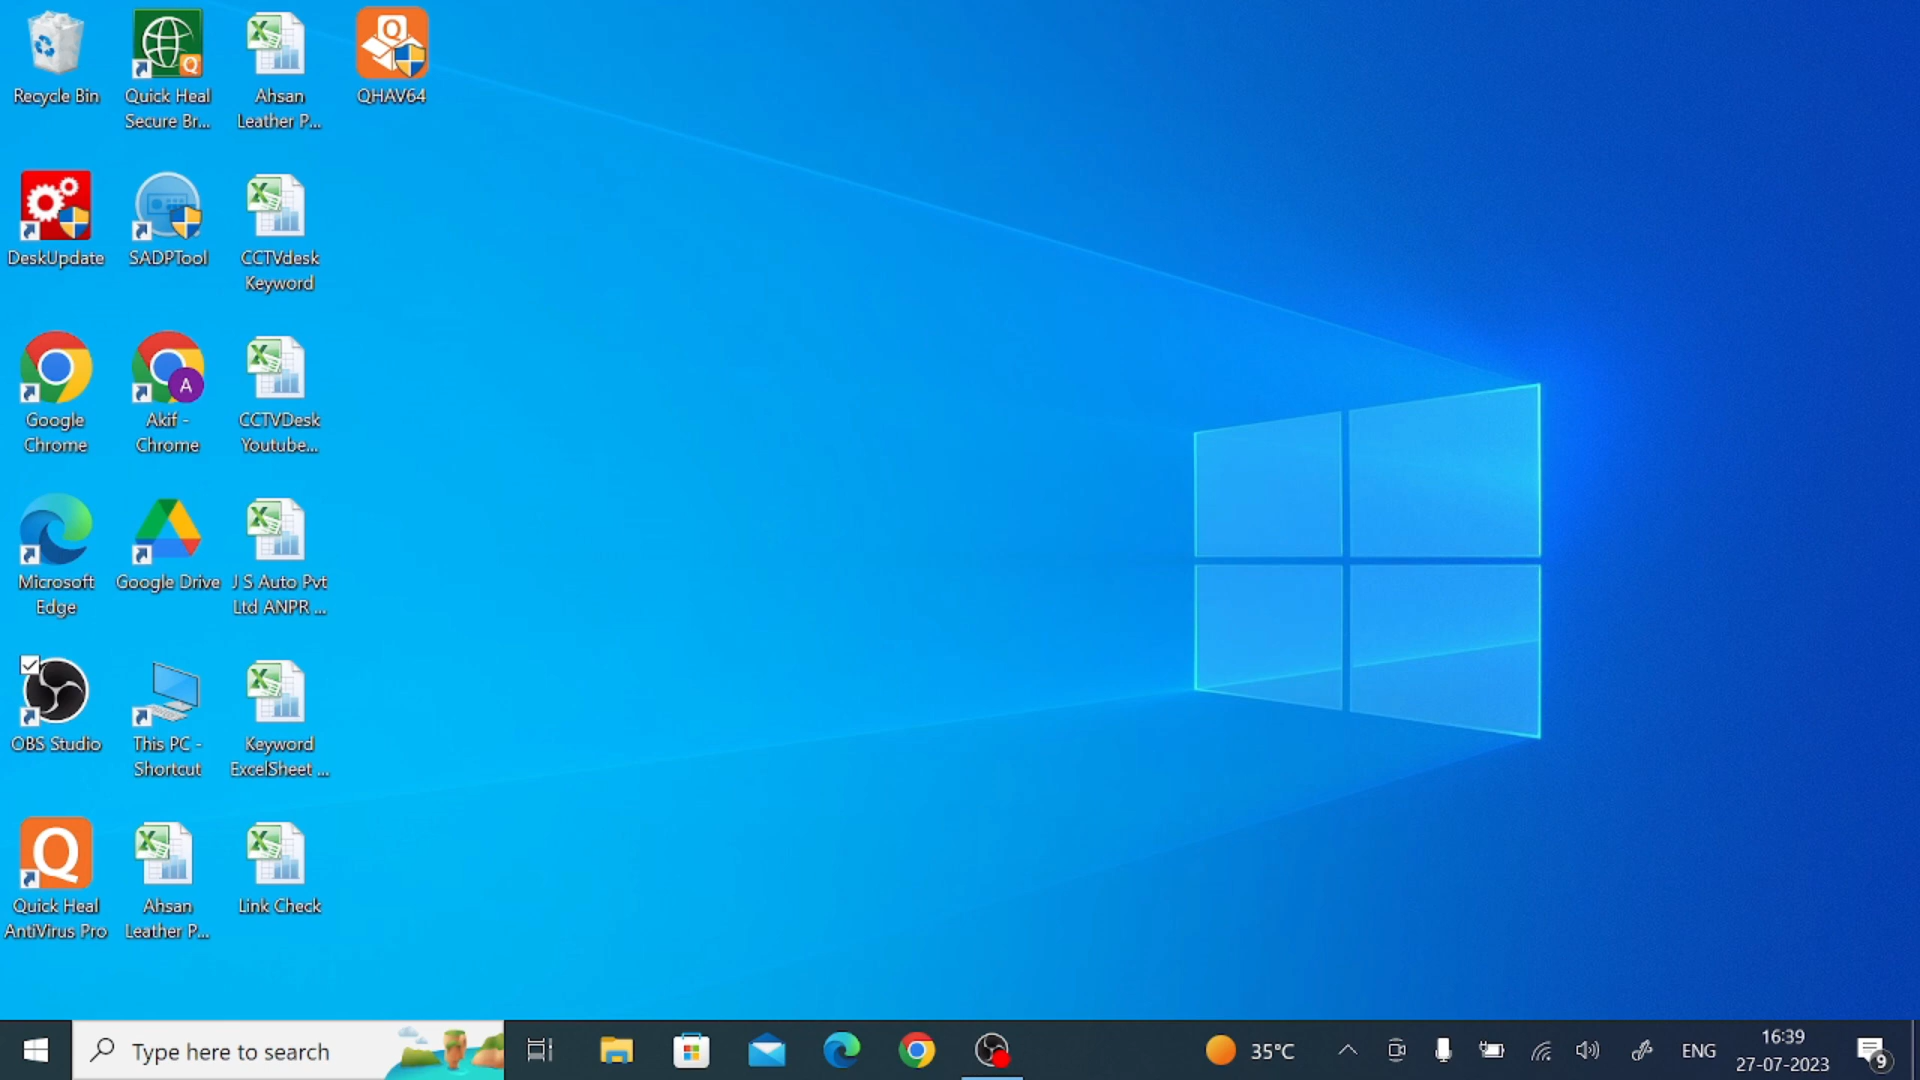 Recycle Bin
Quick Heal
Secure Br...
Ahsan
Leather P...
QHAV64
DeskUpdate
SADPTool
CCTVdesk
Keyword
Google
Chrome
A
Akif -
Chrome
CCTVDesk
Youtube...
Microsoft
Edge
Google Drive
J S Auto Pvt
Ltd ANPR ...
OBS Studio
This PC -
Shortcut
Keyword
ExcelSheet ...
Quick Heal
AntiVirus Pro
Ahsan
Leather P...
Link Check
Type here to search
35°C
ENG
16:39
27-07-2023
9